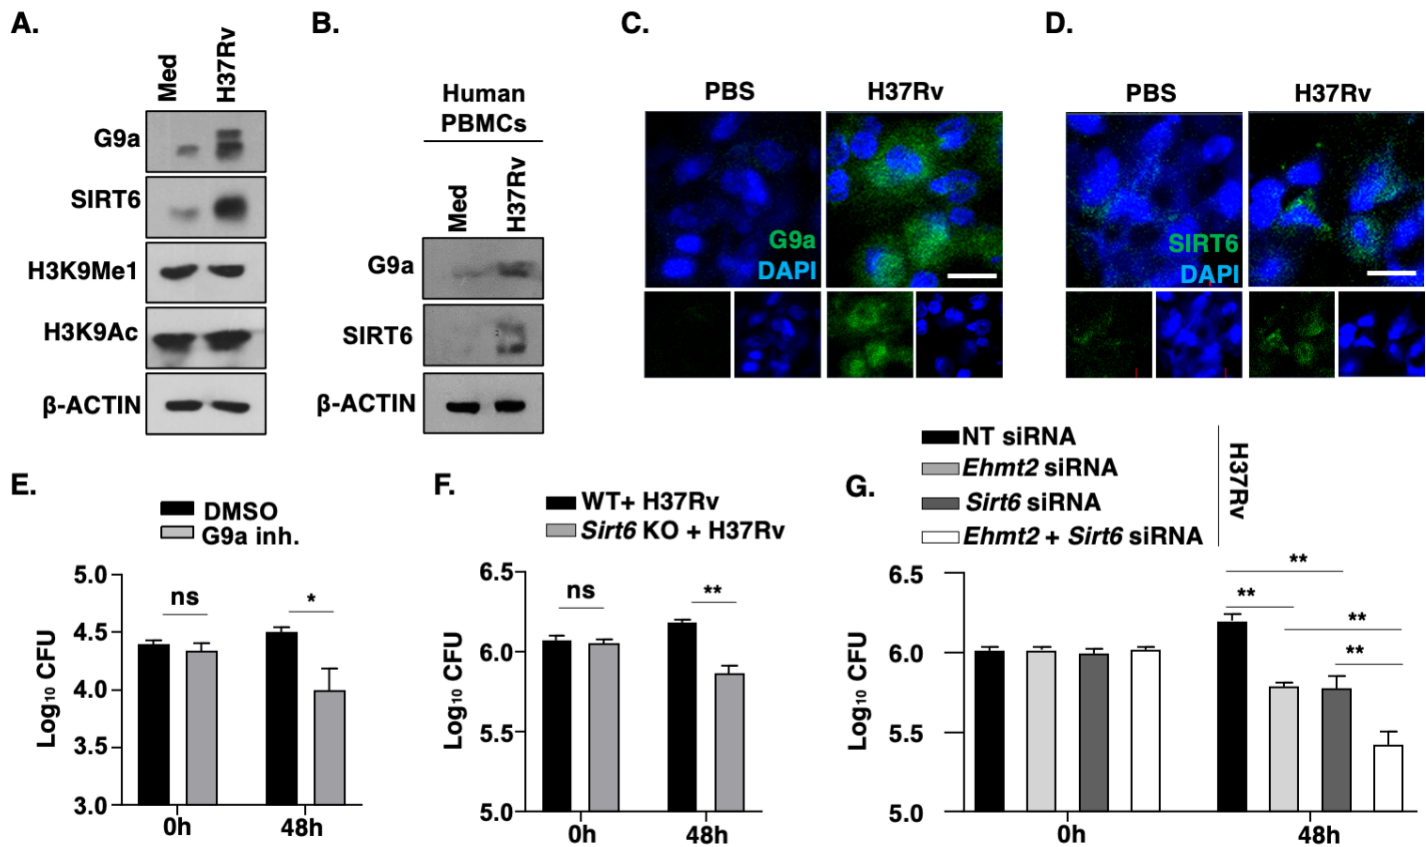 A.
Med
H37Rv
G9a
SIRT6
H3K9Me1
H3K9Ac
β-ACTIN
B.
Human
PBMCs
Med
H37Rv
G9a
SIRT6
β-ACTIN
C.
PBS
H37Rv
G9a
DAPI
D.
PBS
H37Rv
SIRT6
DAPI
E.
DMSO
G9a inh.
Log₁₀ CFU
5.0
4.5
4.0
3.5
3.0
ns
*
0h
48h
F.
WT+ H37Rv
Sirt6 KO + H37Rv
Log₁₀ CFU
6.5
6.0
5.5
5.0
ns
**
0h
48h
G.
NT siRNA
Ehmt2 siRNA
Sirt6 siRNA
Ehmt2 + Sirt6 siRNA
H37Rv
Log₁₀ CFU
6.5
6.0
5.5
5.0
**
**
**
**
0h
48h